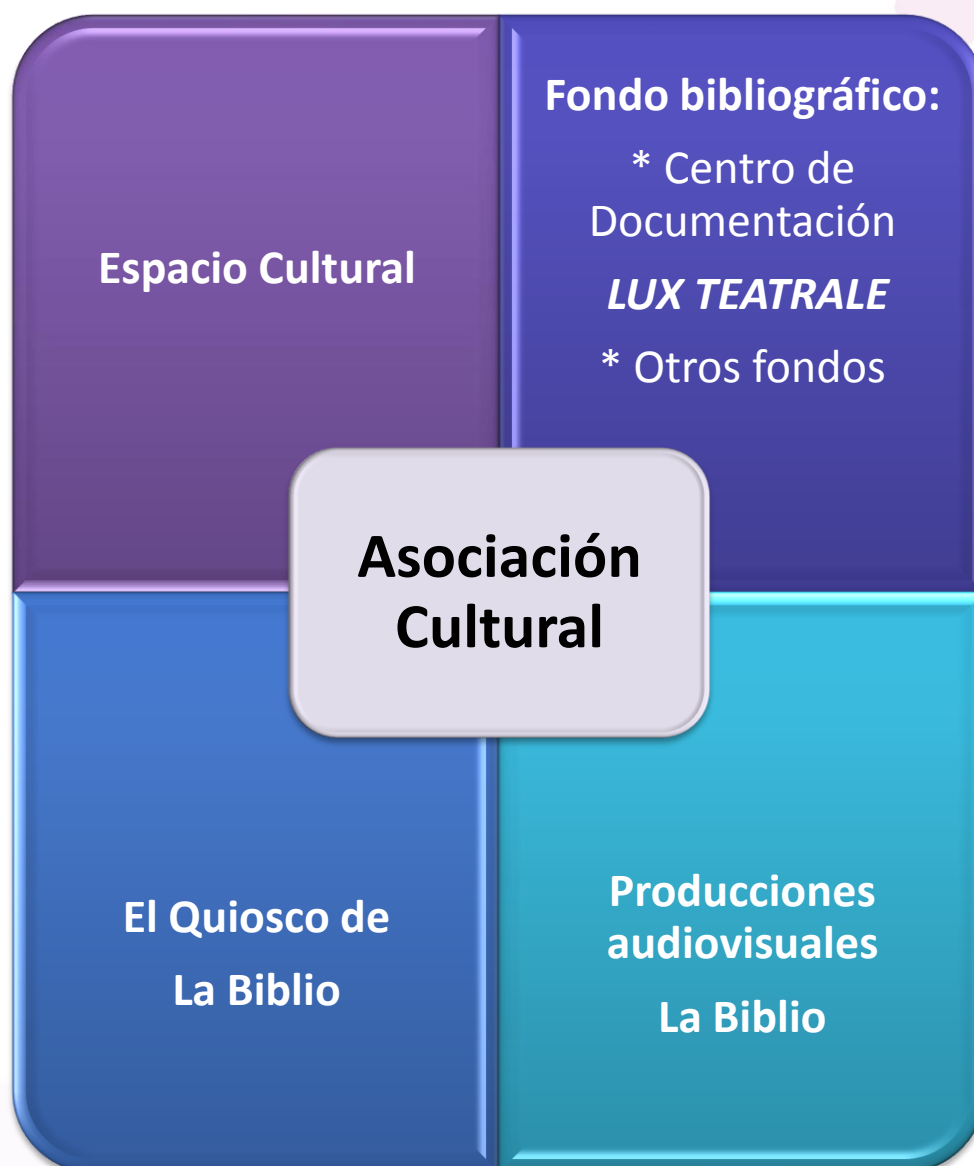 Espacio Cultural
Fondo bibliográfico:
* Centro de
Documentación
LUX TEATRALE
* Otros fondos
Asociación
Cultural
El Quiosco de
La Biblio
Producciones
audiovisuales
La Biblio